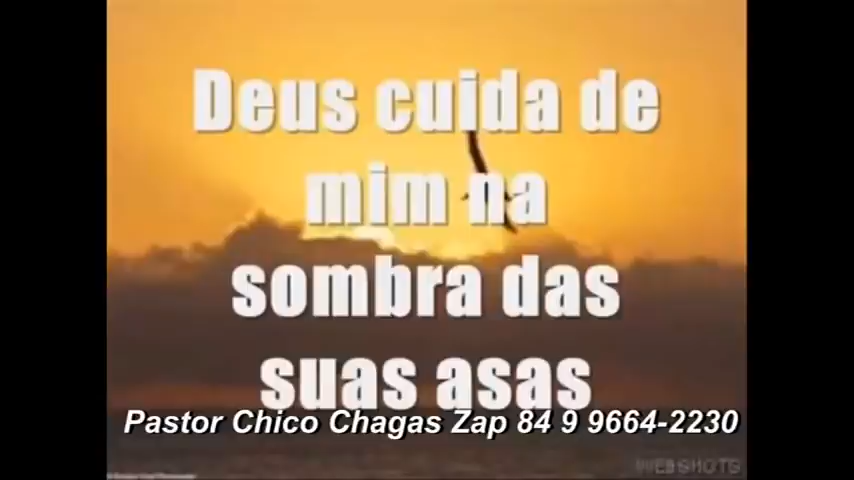 Deus cuida de
mim na
sombra das
suas asas
Pastor Chico Chagas Zap 84 9 9664-2230
WEBSHOTS